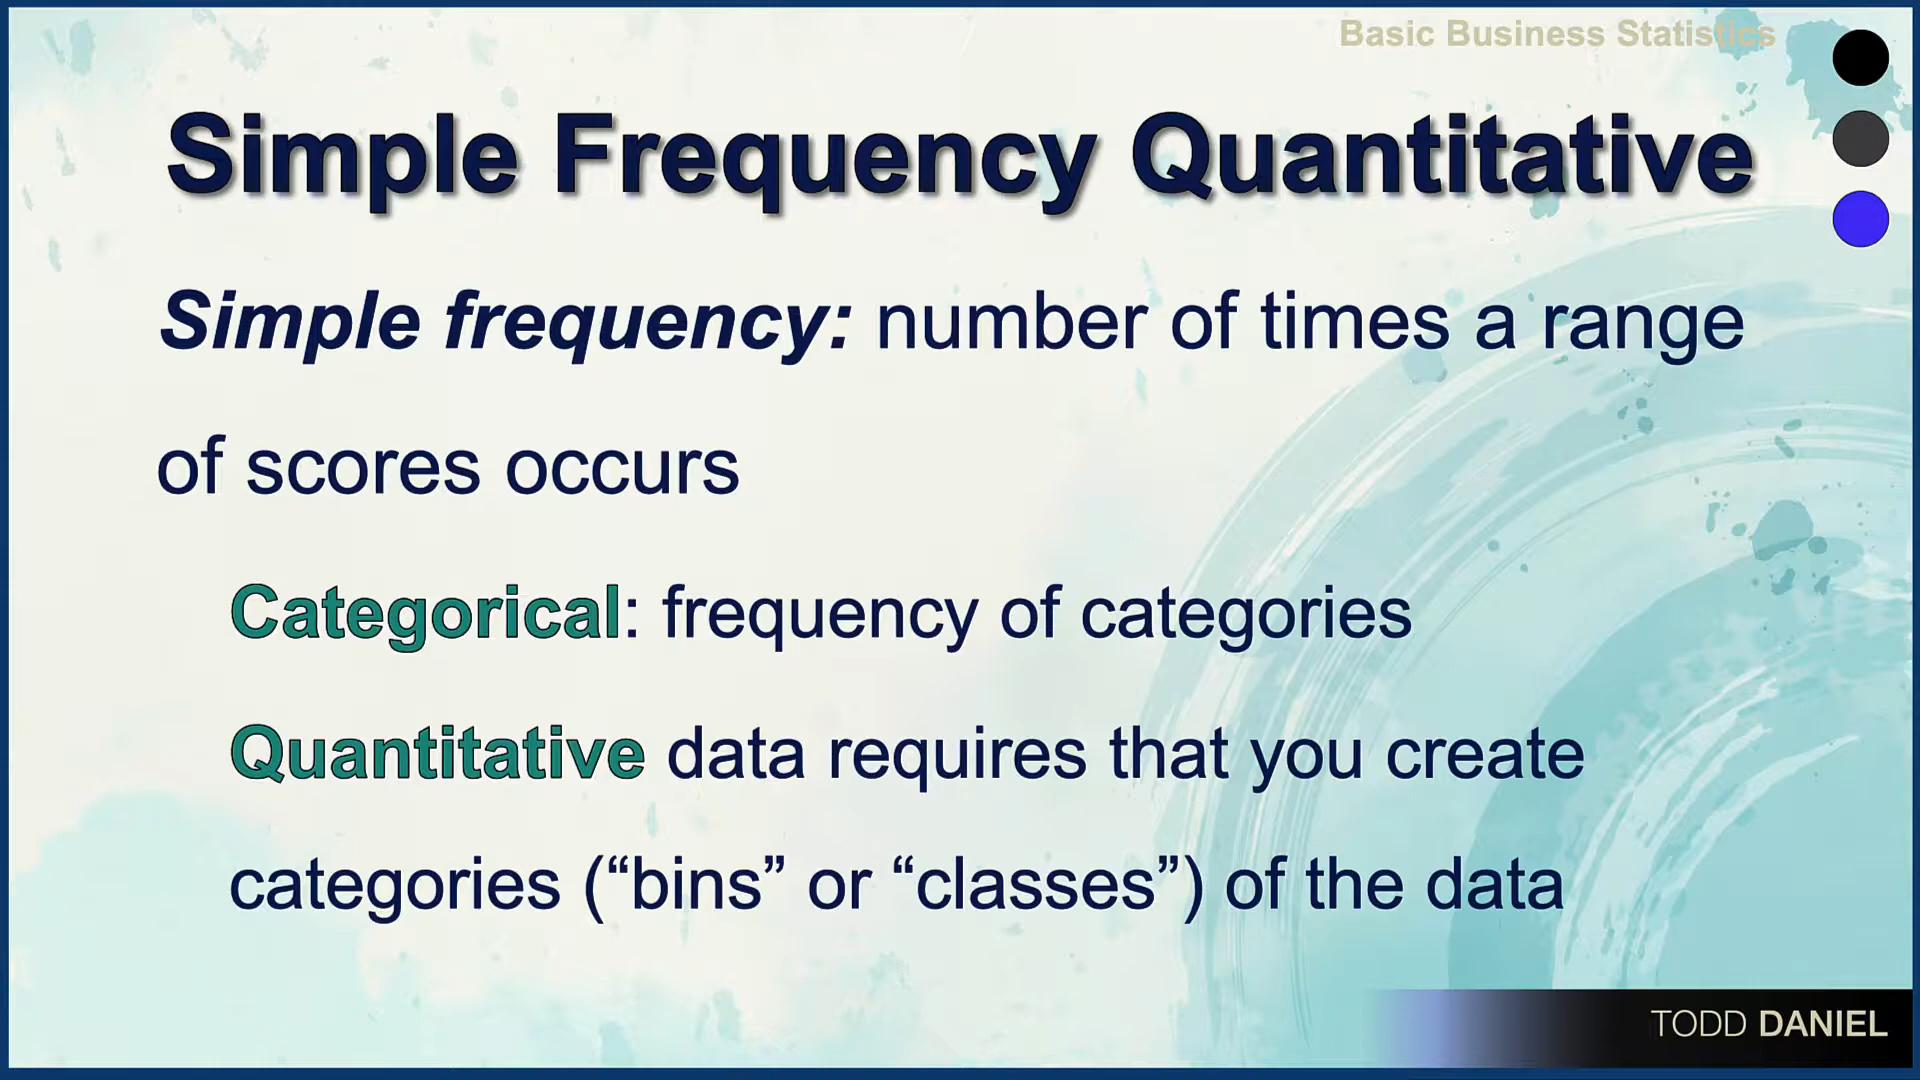 Basic Business Statistics
Simple Frequency Quantitative
Simple frequency: number of times a range
of scores occurs
Categorical: frequency of categories
Quantitative data requires that you create
categories (“bins” or “classes”) of the data
TODD DANIEL